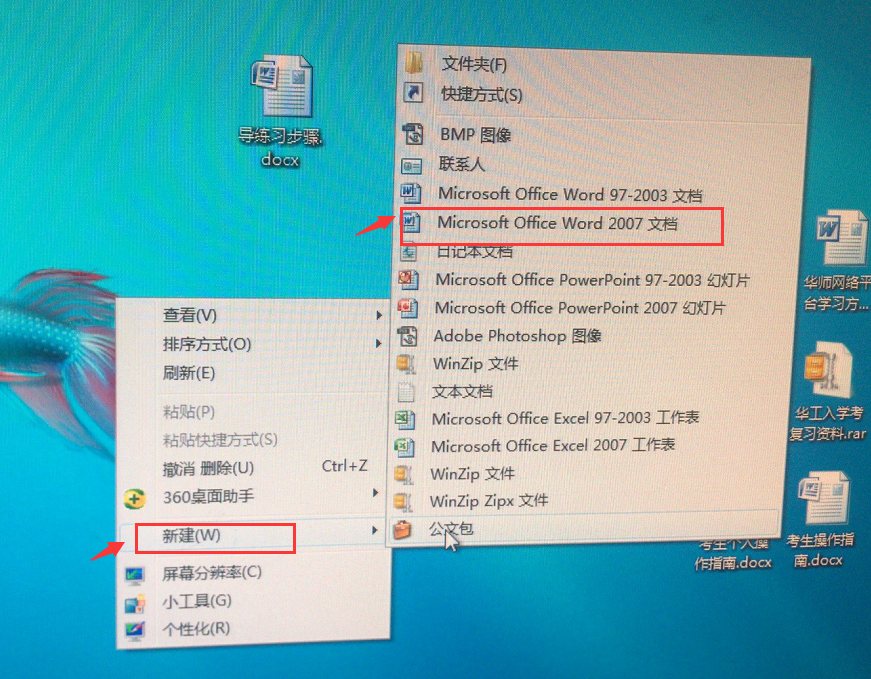 导练习步骤.
docx
文件夹(F)
快捷方式(S)
BMP 图像
联系人
Microsoft Office Word 97-2003 文档
Microsoft Office Word 2007 文档
日记本文档
Microsoft Office PowerPoint 97-2003 幻灯片
Microsoft Office PowerPoint 2007 幻灯片
Adobe Photoshop 图像
WinZip 文件
文本文档
Microsoft Office Excel 97-2003 工作表
Microsoft Office Excel 2007 工作表
WinZip 文件
WinZip Zipx 文件
公文包
查看(V)
排序方式(O)
刷新(E)
粘贴(P)
粘贴快捷方式(S)
撤消 删除(U) Ctrl+Z
360桌面助手
新建(W)
屏幕分辨率(C)
小工具(G)
个性化(R)
华师网络平
台学习方...
华工入学考
复习资料.rar
考生个人操
作指南.docx
考生操作指
南.docx